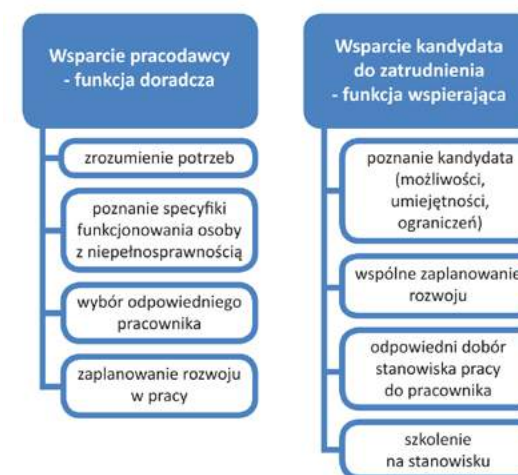 Wsparcie pracodawcy
- funkcja doradcza
zrozumienie potrzeb
poznanie specyfiki
funkcjonowania osoby
z niepełnosprawnością
wybór odpowiedniego
pracownika
zaplanowanie rozwoju
w pracy
Wsparcie kandydata
do zatrudnienia
- funkcja wspierająca
poznanie kandydata
(możliwości,
umiejętności,
ograniczeń)
wspólne zaplanowanie
rozwoju
odpowiedni dobór
stanowiska pracy
do pracownika
szkolenie
na stanowisku